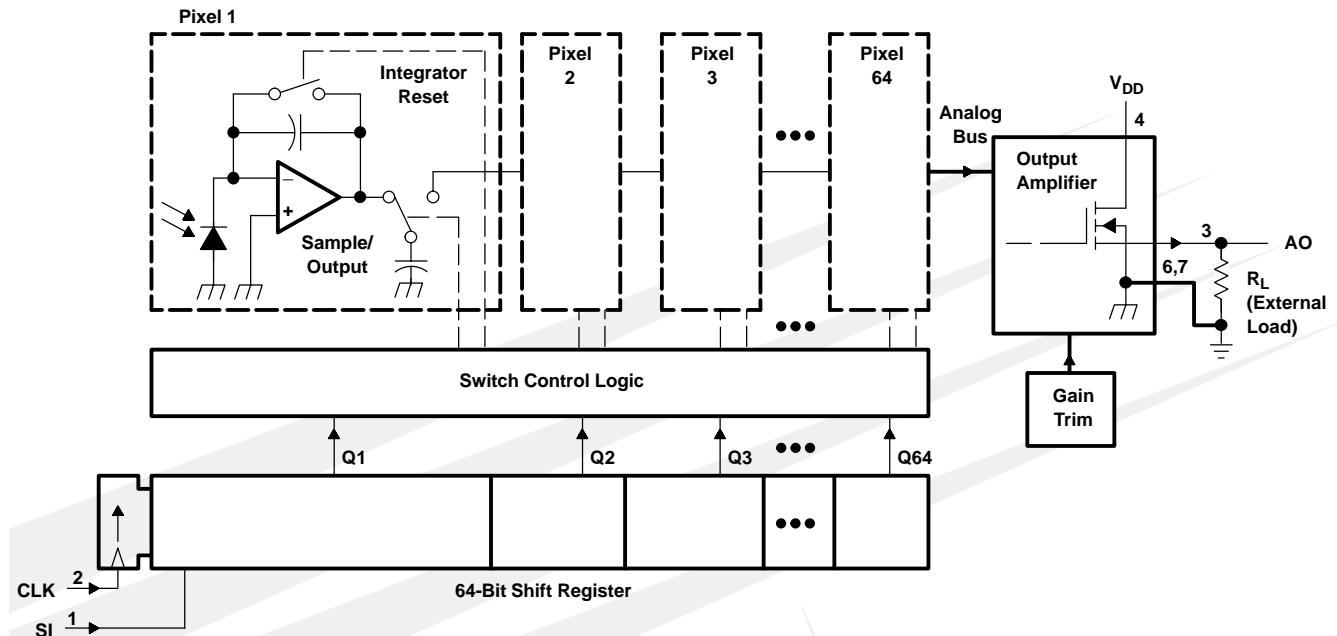 Pixel 1
Pixel
2
Pixel
3
Pixel
64
Integrator
Reset
–
+
Sample/
Output
•••
Analog
Bus
VDD
4
Output
Amplifier
3
AO
6,7
RL
(External
Load)
•••
Switch Control Logic
Gain
Trim
Q1
Q2
Q3
•••
Q64
•••
CLK
2
64-Bit Shift Register
SI
1